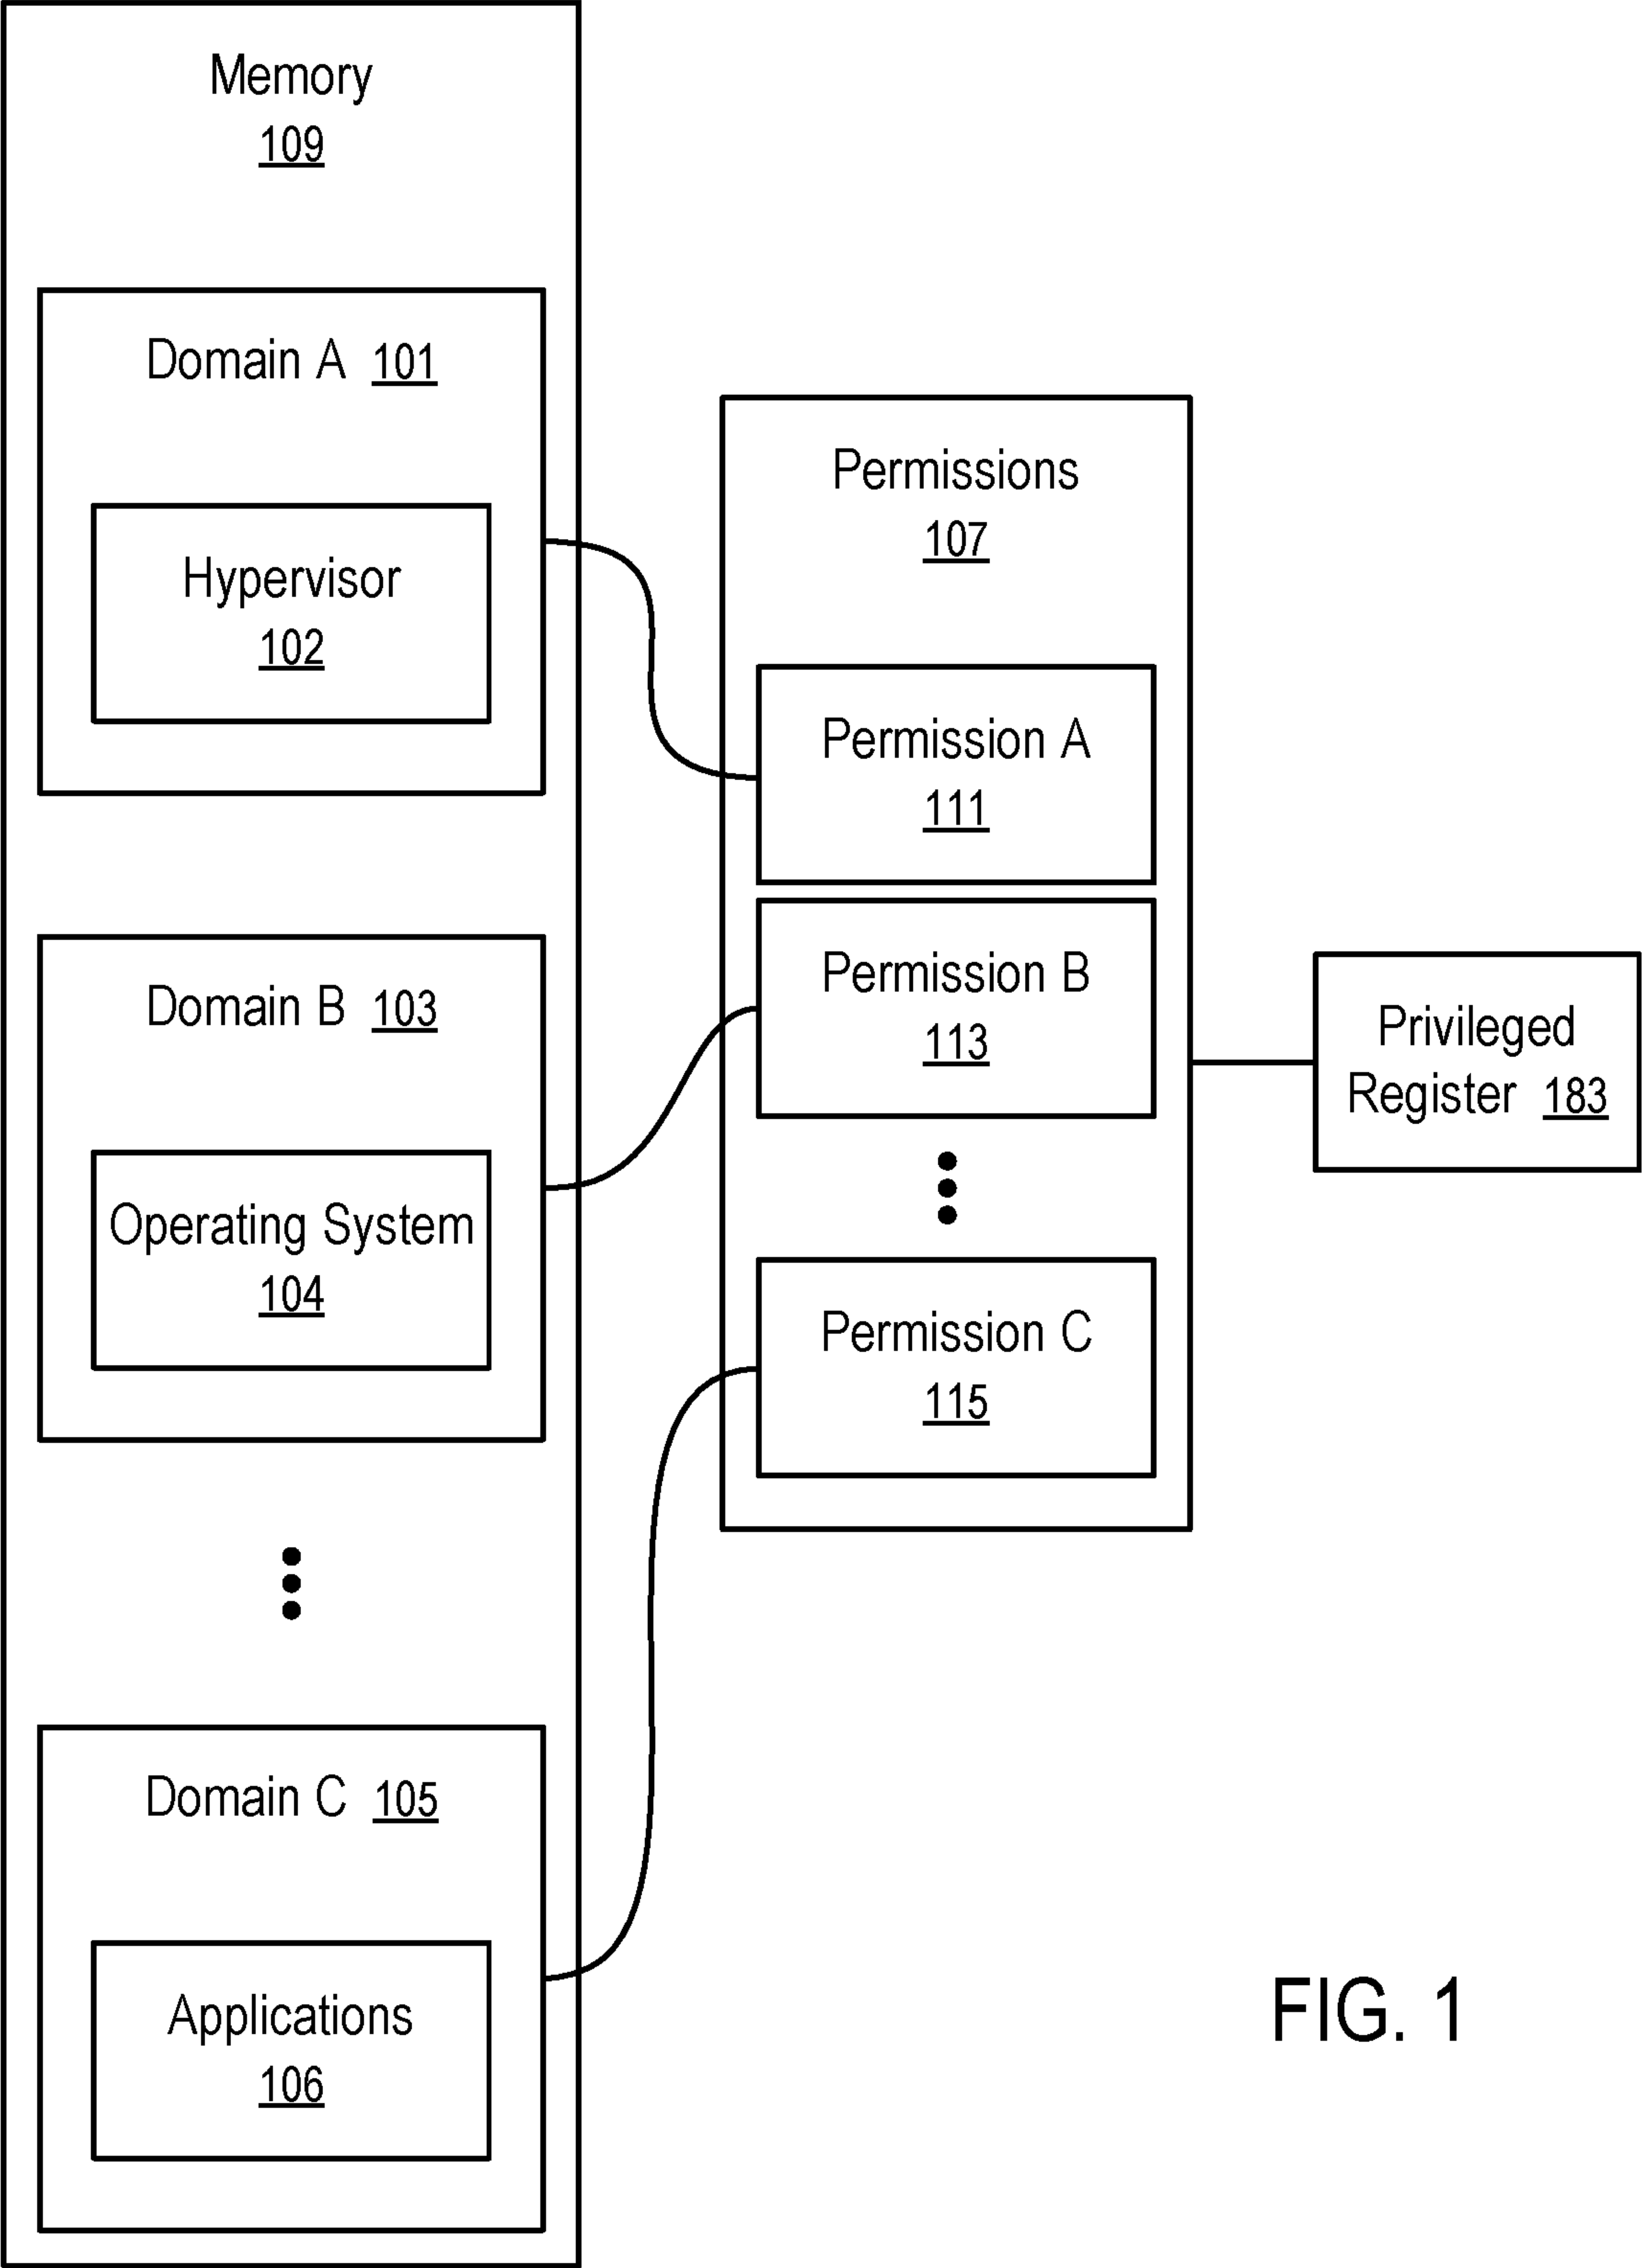 Memory
109
Domain A 101
Hypervisor
102
Domain B 103
Operating System
104
Domain C 105
Applications
106
Permissions
107
Permission A
111
Permission B
113
Permission C
115
Privileged
Register 183
FIG. 1